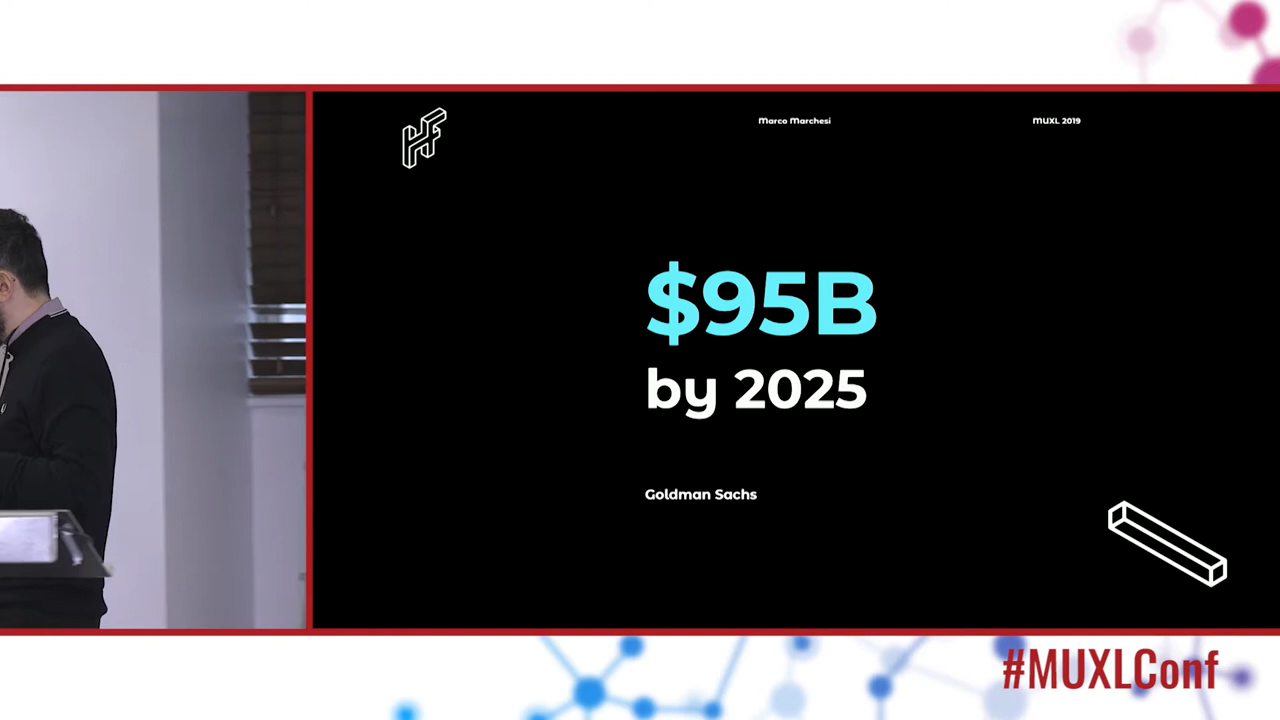 Marco Marchesi
MUXL 2019
$95B
by 2025
Goldman Sachs
#MUXLConf